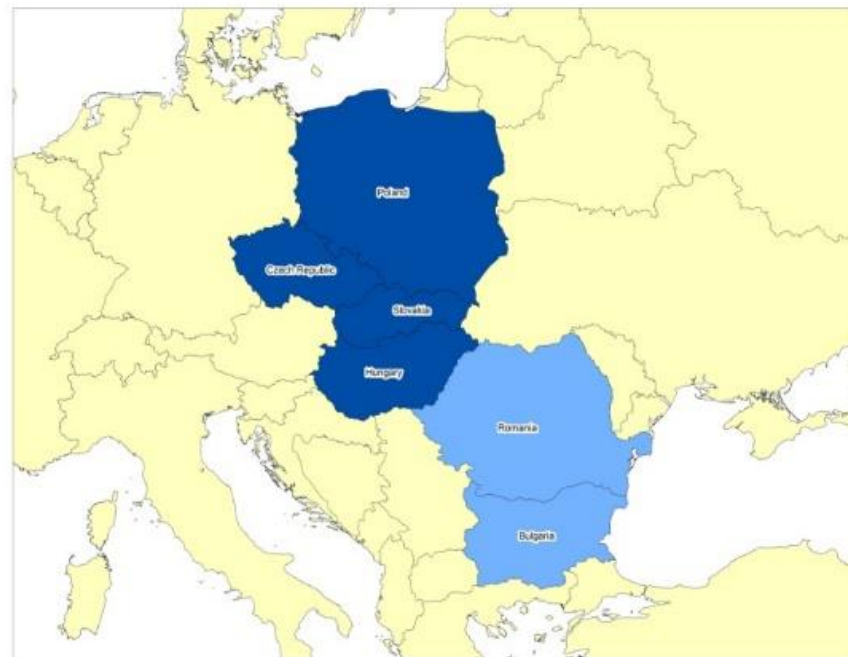 Poland
Czech Republic
Slovakia
Hungary
Romania
Bulgaria